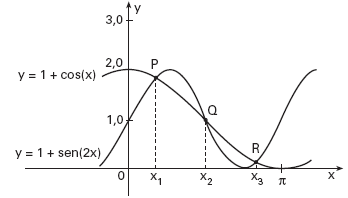 y
3,0
2,0
P
y = 1 + cos(x)
Q
1,0
y = 1 + sen(2x)
R
0
x₁
x₂
x₃
π
x